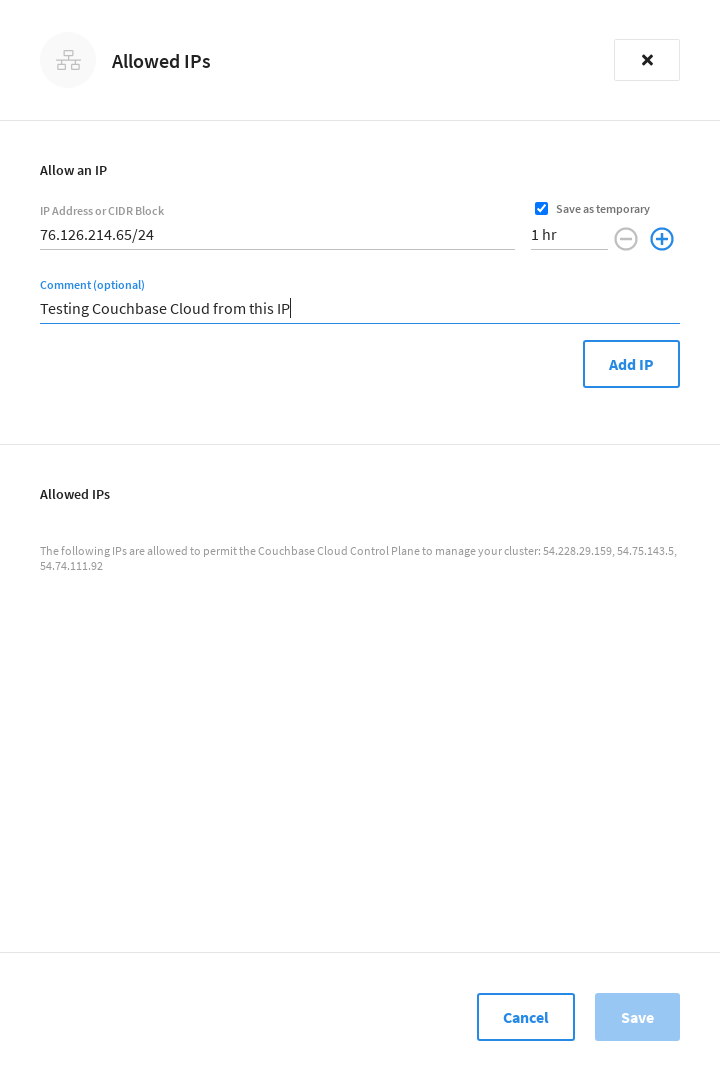 Allowed IPs
Allow an IP
IP Address or CIDR Block
Save as temporary
76.126.214.65/24
1 hr
Comment (optional)
Testing Couchbase Cloud from this IP
Add IP
Allowed IPs
The following IPs are allowed to permit the Couchbase Cloud Control Plane to manage your cluster: 54.228.29.159, 54.75.143.5,
54.74.111.92
Cancel
Save